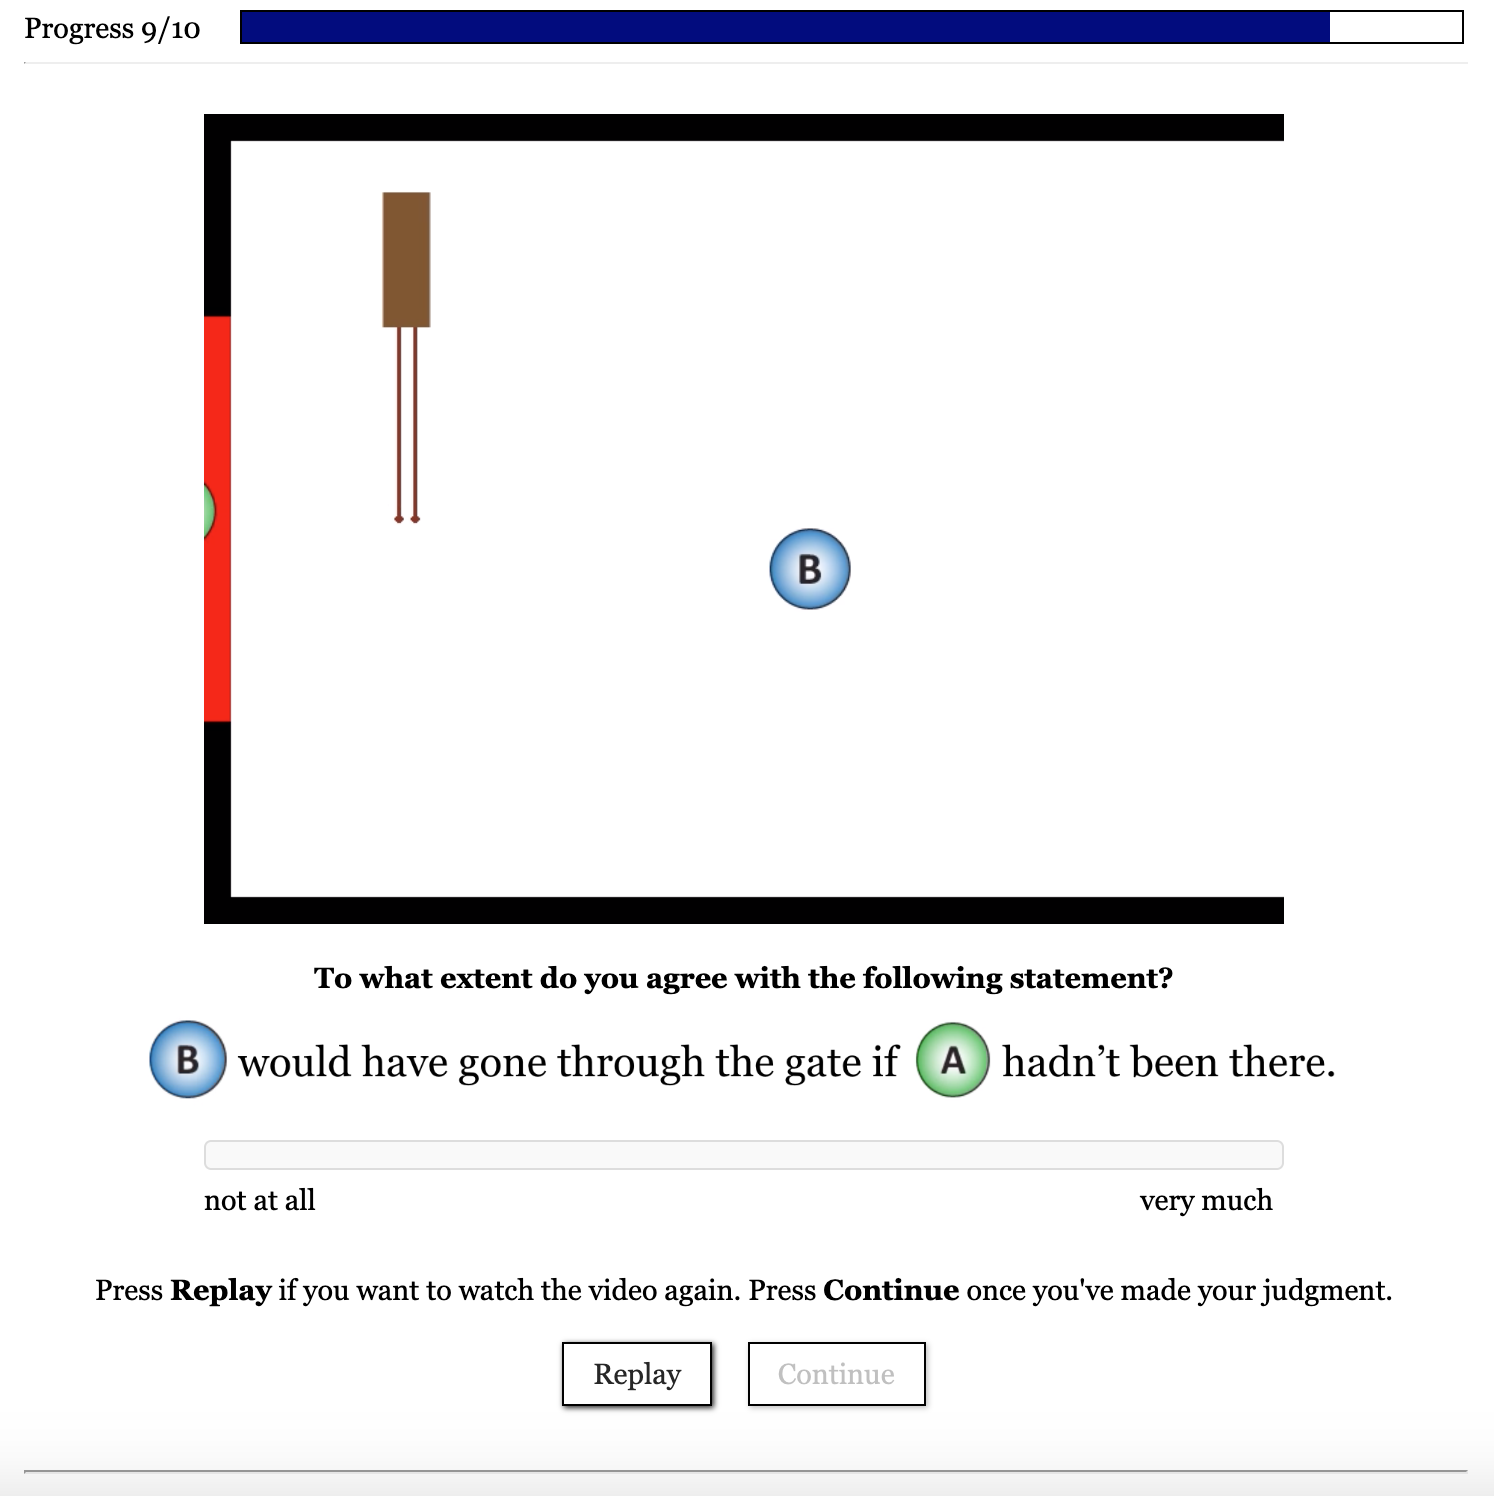 Progress 9/10
B
To what extent do you agree with the following statement?
B would have gone through the gate if A hadn’t been there.
not at all very much
Press Replay if you want to watch the video again. Press Continue once you've made your judgment.
Replay Continue